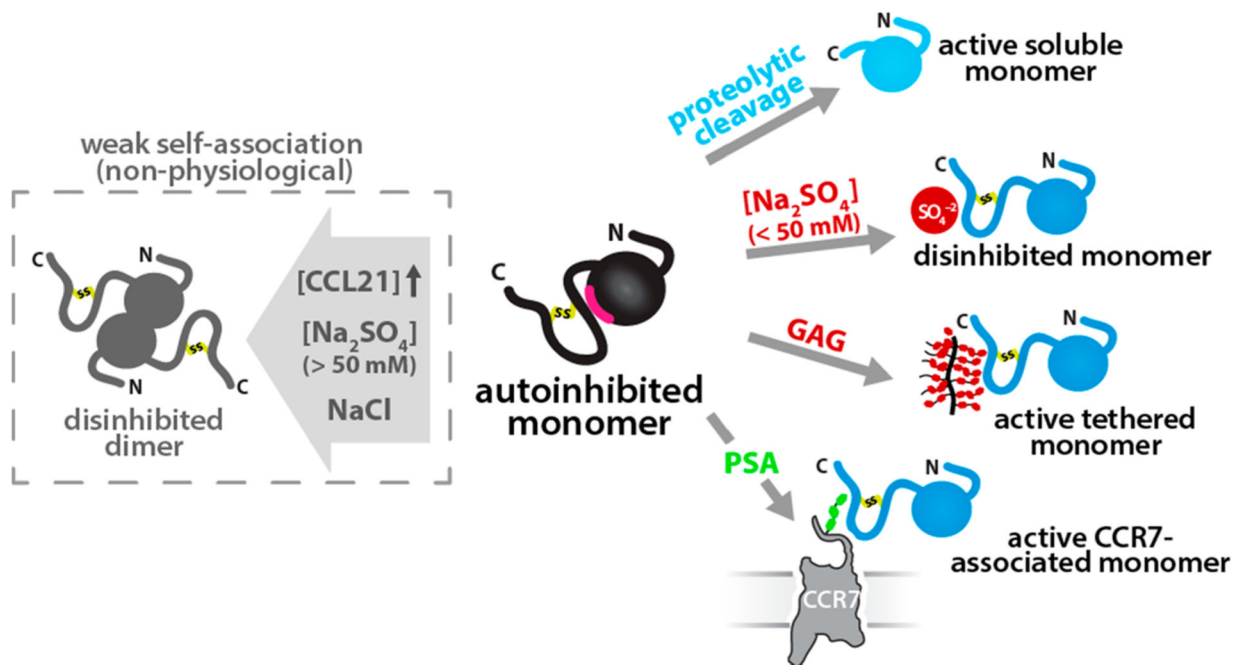 weak self-association
(non-physiological)
C
N
ss
ss
N
C
disinhibited
dimer
[CCL21]↑
[Na₂SO₄]
(> 50 mM)
NaCl
N
C
ss
autoinhibited
monomer
proteolytic
cleavage
N
C
active soluble
monomer
[Na₂SO₄]
(< 50 mM)
C
N
ss
SO₄⁻²
disinhibited monomer
GAG
C
N
ss
active tethered
monomer
PSA
C
N
ss
CCR7
active CCR7-
associated monomer